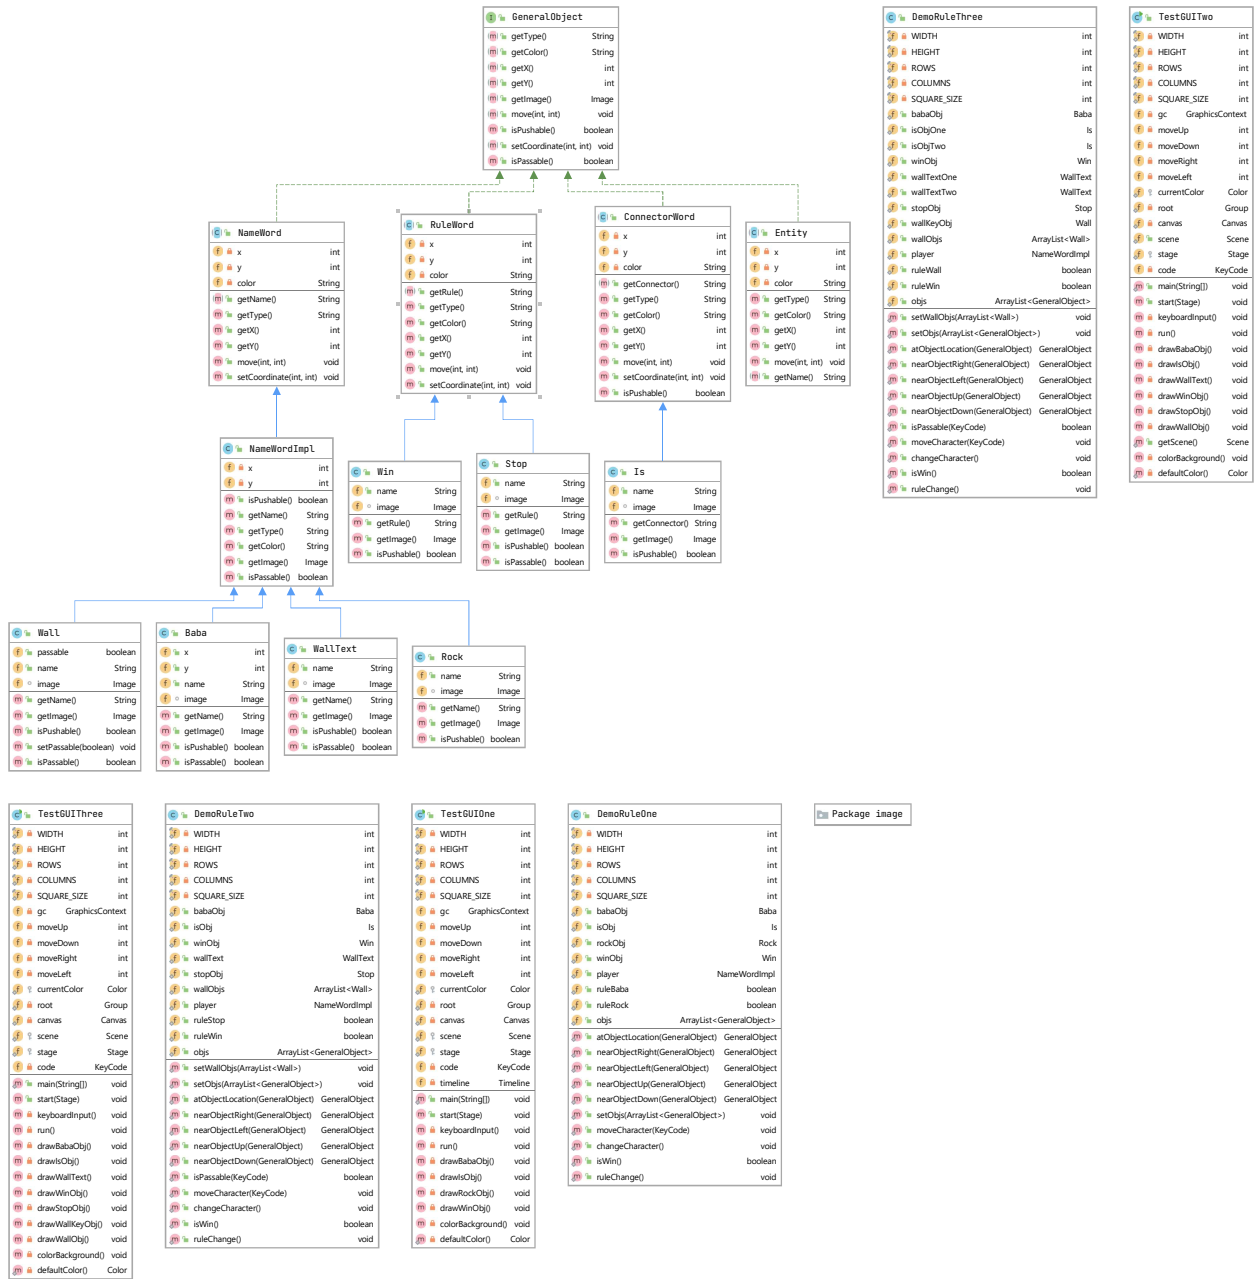 GeneralObject
getType() String
getColor() String
getX() int
getY() int
getImage() Image
move(int, int) void
isPushable() boolean
setCoordinate(int, int) void
isPassable() boolean
DemoRuleThree
WIDTH int
HEIGHT int
ROWS int
COLUMNS int
SQUARE_SIZE int
babaObj Baba
isObjOne Is
isObjTwo Is
winObj Win
wallTextOne WallText
wallTextTwo WallText
stopObj Stop
wallKeyObj Wall
wallObjs ArrayList<Wall>
player NameWordImpl
ruleWall boolean
ruleWin boolean
objs ArrayList<GeneralObject>
setWallObjs(ArrayList<Wall>) void
setObjs(ArrayList<GeneralObject>) void
atObjectLocation(GeneralObject) GeneralObject
nearObjectRight(GeneralObject) GeneralObject
nearObjectLeft(GeneralObject) GeneralObject
nearObjectUp(GeneralObject) GeneralObject
nearObjectDown(GeneralObject) GeneralObject
isPassable(KeyCode) boolean
moveCharacter(KeyCode) void
changeCharacter() void
isWin() boolean
ruleChange() void
TestGUITwo
WIDTH int
HEIGHT int
ROWS int
COLUMNS int
SQUARE_SIZE int
gc GraphicsContext
moveUp int
moveDown int
moveRight int
moveLeft int
currentColor Color
root Group
canvas Canvas
scene Scene
stage Stage
code KeyCode
main(String[]) void
start(Stage) void
keyboardInput() void
run() void
drawBabaObj() void
drawIsObj() void
drawWallText() void
drawWinObj() void
drawStopObj() void
drawWallObj() void
getScene() Scene
colorBackground() void
defaultColor() Color
NameWord
x int
y int
color String
getName() String
getType() String
getX() int
getY() int
move(int, int) void
setCoordinate(int, int) void
RuleWord
x int
y int
color String
getRule() String
getType() String
getColor() String
getX() int
getY() int
move(int, int) void
setCoordinate(int, int) void
ConnectorWord
x int
y int
color String
getConnector() String
getType() String
getColor() String
getX() int
getY() int
move(int, int) void
setCoordinate(int, int) void
isPushable() boolean
Entity
x int
y int
color String
getType() String
getColor() String
getX() int
getY() int
move(int, int) void
getName() String
NameWordImpl
x int
y int
isPushable() boolean
getName() String
getType() String
getColor() String
getImage() Image
isPassable() boolean
Win
name String
image Image
getRule() String
getImage() Image
isPushable() boolean
Stop
name String
image Image
getRule() String
getImage() Image
isPushable() boolean
isPassable() boolean
Is
name String
image Image
getConnector() String
getImage() Image
isPushable() boolean
Wall
passable boolean
name String
image Image
getName() String
getImage() Image
isPushable() boolean
setPassable(boolean) void
isPassable() boolean
Baba
x int
y int
name String
image Image
getName() String
getImage() Image
isPushable() boolean
isPassable() boolean
WallText
name String
image Image
getName() String
getImage() Image
isPushable() boolean
isPassable() boolean
Rock
name String
image Image
getName() String
getImage() Image
isPushable() boolean
TestGUIThree
WIDTH int
HEIGHT int
ROWS int
COLUMNS int
SQUARE_SIZE int
gc GraphicsContext
moveUp int
moveDown int
moveRight int
moveLeft int
currentColor Color
root Group
canvas Canvas
scene Scene
stage Stage
code KeyCode
main(String[]) void
start(Stage) void
keyboardInput() void
run() void
drawBabaObj() void
drawIsObj() void
drawWallText() void
drawWinObj() void
drawStopObj() void
drawWallKeyObj() void
drawWallObj() void
colorBackground() void
defaultColor() Color
DemoRuleTwo
WIDTH int
HEIGHT int
ROWS int
COLUMNS int
SQUARE_SIZE int
babaObj Baba
isObj Is
winObj Win
wallText WallText
stopObj Stop
wallObjs ArrayList<Wall>
player NameWordImpl
ruleStop boolean
ruleWin boolean
objs ArrayList<GeneralObject>
setWallObjs(ArrayList<Wall>) void
setObjs(ArrayList<GeneralObject>) void
atObjectLocation(GeneralObject) GeneralObject
nearObjectRight(GeneralObject) GeneralObject
nearObjectLeft(GeneralObject) GeneralObject
nearObjectUp(GeneralObject) GeneralObject
nearObjectDown(GeneralObject) GeneralObject
isPassable(KeyCode) boolean
moveCharacter(KeyCode) void
changeCharacter() void
isWin() boolean
ruleChange() void
TestGUIOne
WIDTH int
HEIGHT int
ROWS int
COLUMNS int
SQUARE_SIZE int
gc GraphicsContext
moveUp int
moveDown int
moveRight int
moveLeft int
currentColor Color
root Group
canvas Canvas
scene Scene
stage Stage
code KeyCode
timeline Timeline
main(String[]) void
start(Stage) void
keyboardInput() void
run() void
drawBabaObj() void
drawIsObj() void
drawRockObj() void
drawWinObj() void
colorBackground() void
defaultColor() Color
DemoRuleOne
WIDTH int
HEIGHT int
ROWS int
COLUMNS int
SQUARE_SIZE int
babaObj Baba
isObj Is
rockObj Rock
winObj Win
player NameWordImpl
ruleBaba boolean
ruleRock boolean
objs ArrayList<GeneralObject>
atObjectLocation(GeneralObject) GeneralObject
nearObjectRight(GeneralObject) GeneralObject
nearObjectLeft(GeneralObject) GeneralObject
nearObjectUp(GeneralObject) GeneralObject
nearObjectDown(GeneralObject) GeneralObject
setObjs(ArrayList<GeneralObject>) void
moveCharacter(KeyCode) void
changeCharacter() void
isWin() boolean
ruleChange() void
Package image